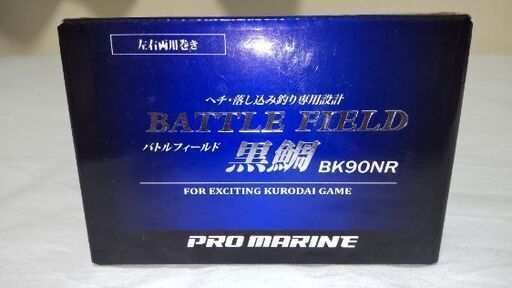 左右両用巻き
ヘチ・落し込み釣り専用設計
BATTLE FIELD
バトルフィールド 黒鯛 BK90NR
FOR EXCITING KURODAI GAME
PRO MARINE